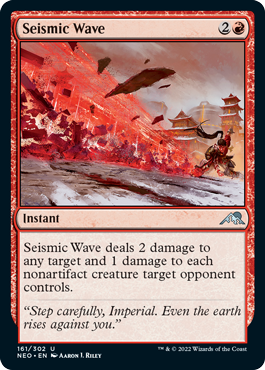 Seismic Wave 2
Instant
Seismic Wave deals 2 damage to
any target and 1 damage to each
nonartifact creature target opponent
controls.
“Step carefully, Imperial. Even the earth
rises against you.”
161/302 U
NEO • EN Aaron J. Riley
™ & © 2022 Wizards of the Coast